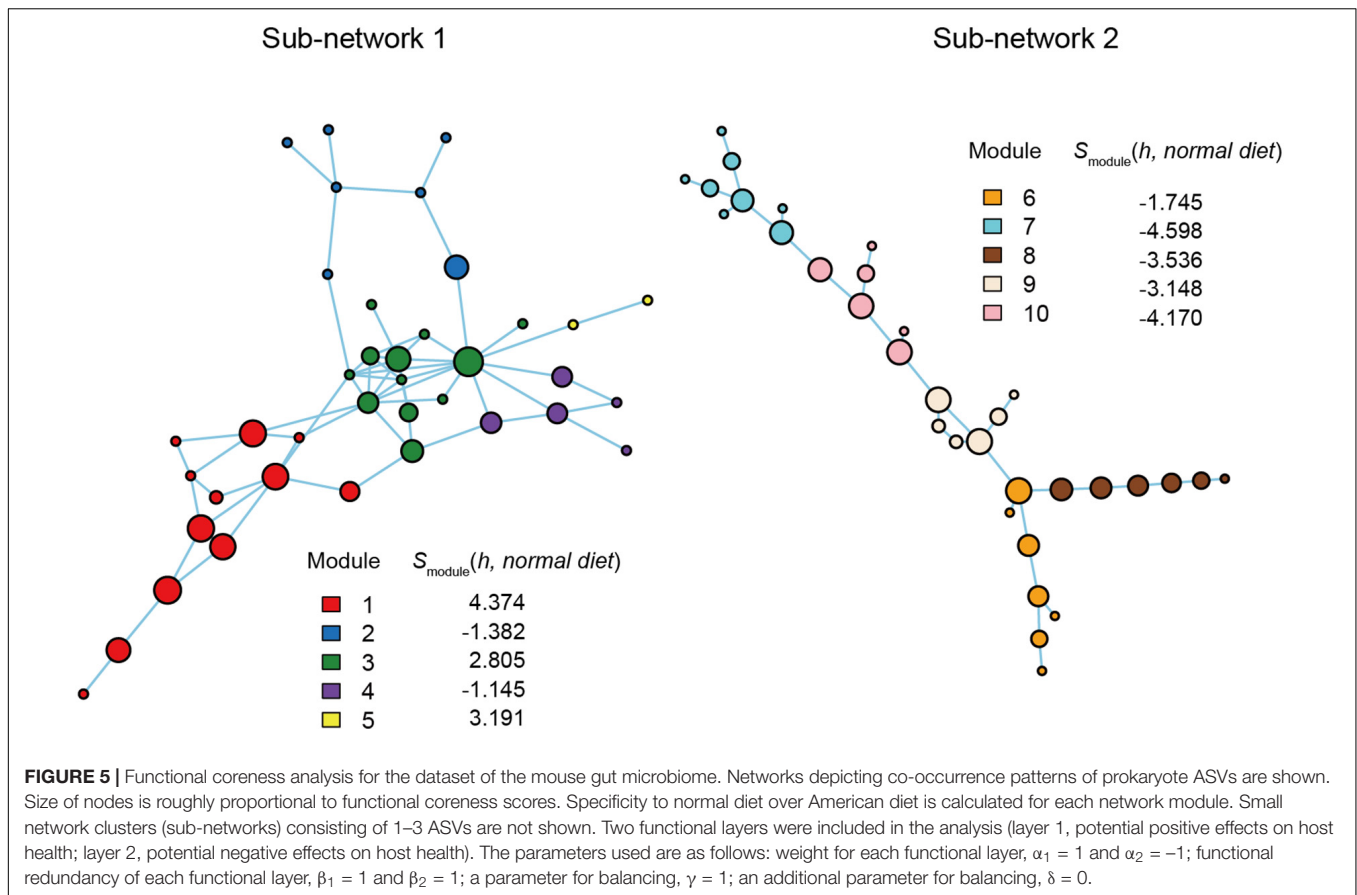 Sub-network 1
Sub-network 2
Module S_module(h, normal diet)
6 -1.745
7 -4.598
8 -3.536
9 -3.148
10 -4.170
Module S_module(h, normal diet)
1 4.374
2 -1.382
3 2.805
4 -1.145
5 3.191
FIGURE 5 | Functional coreness analysis for the dataset of the mouse gut microbiome. Networks depicting co-occurrence patterns of prokaryote ASVs are shown.
Size of nodes is roughly proportional to functional coreness scores. Specificity to normal diet over American diet is calculated for each network module. Small
network clusters (sub-networks) consisting of 1–3 ASVs are not shown. Two functional layers were included in the analysis (layer 1, potential positive effects on host
health; layer 2, potential negative effects on host health). The parameters used are as follows: weight for each functional layer, α₁ = 1 and α₂ = –1; functional
redundancy of each functional layer, β₁ = 1 and β₂ = 1; a parameter for balancing, γ = 1; an additional parameter for balancing, δ = 0.